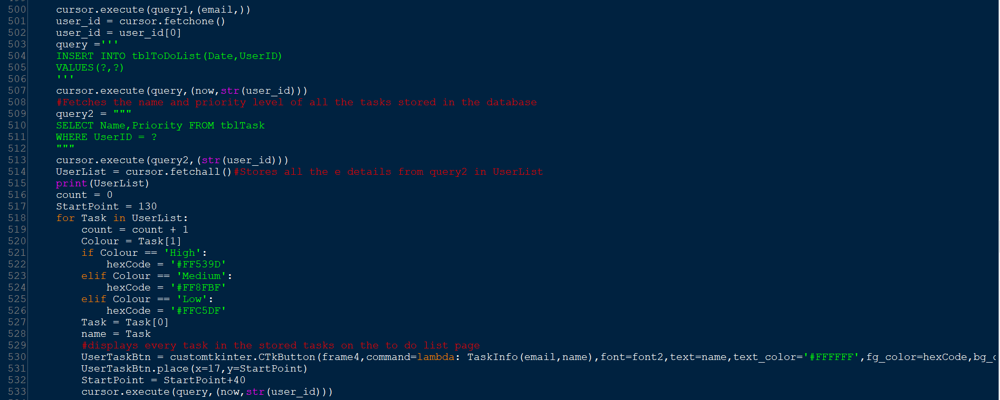 500 cursor.execute(query1,(email,))
501 user_id = cursor.fetchone()
502 user_id = user_id[0]
503 query ='''
504 INSERT INTO tblToDoList(Date,UserID)
505 VALUES(?,?)
506 '''
507 cursor.execute(query,(now,str(user_id)))
508 #Fetches the name and priority level of all the tasks stored in the database
509 query2 = """
510 SELECT Name,Priority FROM tblTask
511 WHERE UserID = ?
512 """
513 cursor.execute(query2,(str(user_id)))
514 UserList = cursor.fetchall()#Stores all the e details from query2 in UserList
515 print(UserList)
516 count = 0
517 StartPoint = 130
518 for Task in UserList:
519 count = count + 1
520 Colour = Task[1]
521 if Colour == 'High':
522 hexCode = '#FF539D'
523 elif Colour == 'Medium':
524 hexCode = '#FF8FBF'
525 elif Colour == 'Low':
526 hexCode = '#FFC5DF'
527 Task = Task[0]
528 name = Task
529 #displays every task in the stored tasks on the to do list page
530 UserTaskBtn = customtkinter.CTkButton(frame4,command=lambda: TaskInfo(email,name),font=font2,text=name,text_color='#FFFFFF',fg_color=hexCode,bg_c
531 UserTaskBtn.place(x=17,y=StartPoint)
532 StartPoint = StartPoint+40
533 cursor.execute(query,(now,str(user_id)))